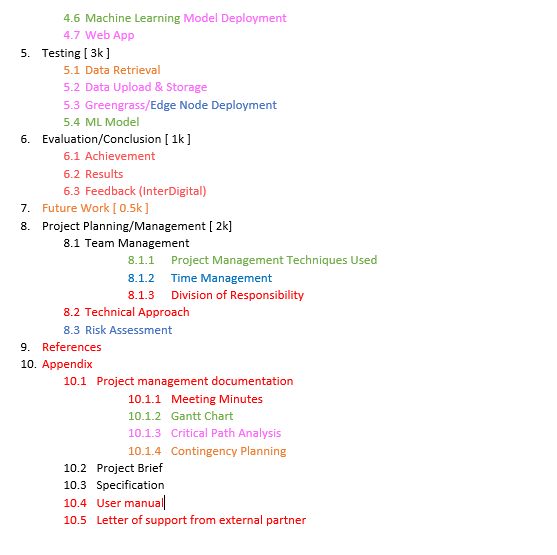 4.6 Machine Learning Model Deployment
4.7 Web App
5. Testing [ 3k ]
5.1 Data Retrieval
5.2 Data Upload & Storage
5.3 Greengrass/Edge Node Deployment
5.4 ML Model
6. Evaluation/Conclusion [ 1k ]
6.1 Achievement
6.2 Results
6.3 Feedback (InterDigital)
7. Future Work [ 0.5k ]
8. Project Planning/Management [ 2k]
8.1 Team Management
8.1.1 Project Management Techniques Used
8.1.2 Time Management
8.1.3 Division of Responsibility
8.2 Technical Approach
8.3 Risk Assessment
9. References
10. Appendix
10.1 Project management documentation
10.1.1 Meeting Minutes
10.1.2 Gantt Chart
10.1.3 Critical Path Analysis
10.1.4 Contingency Planning
10.2 Project Brief
10.3 Specification
10.4 User manual
10.5 Letter of support from external partner